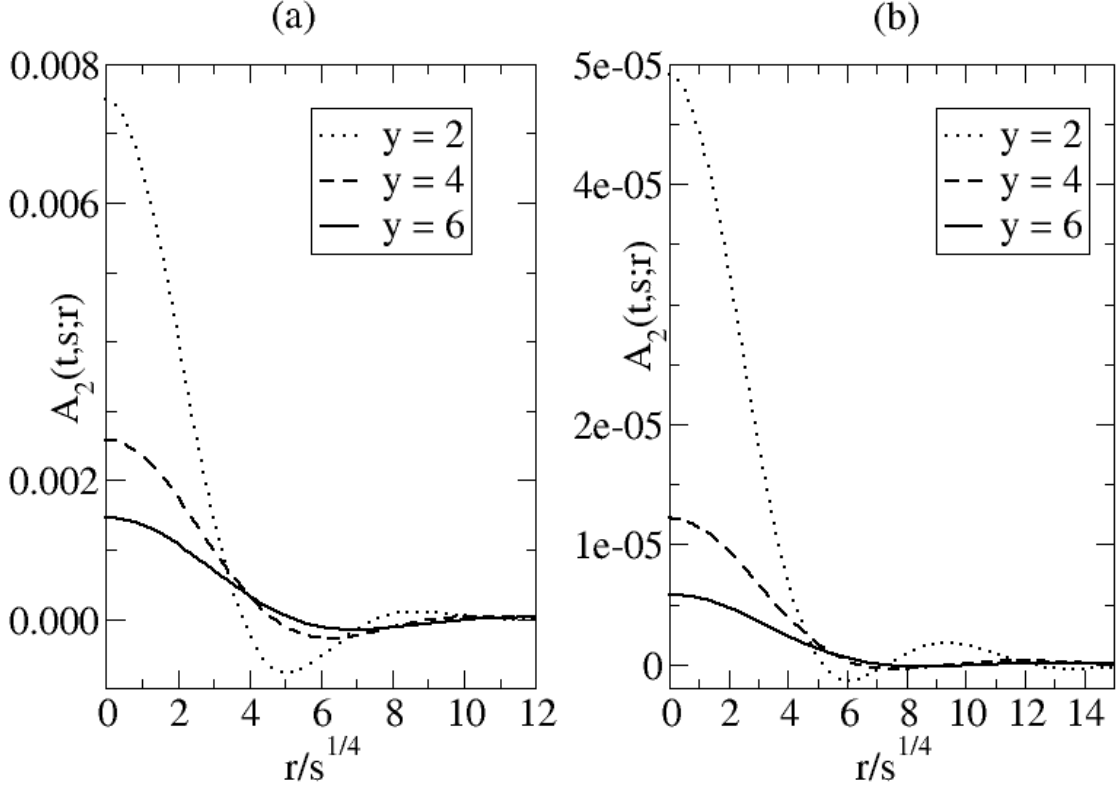 (a)
0.008
0.006
0.002
0.000
A2(t,s;r)
y = 2
y = 4
y = 6
0 2 4 6 8 10 12
r/s^1/4
(b)
5e-05
4e-05
2e-05
1e-05
0
A2(t,s;r)
y = 2
y = 4
y = 6
0 2 4 6 8 10 12 14
r/s^1/4